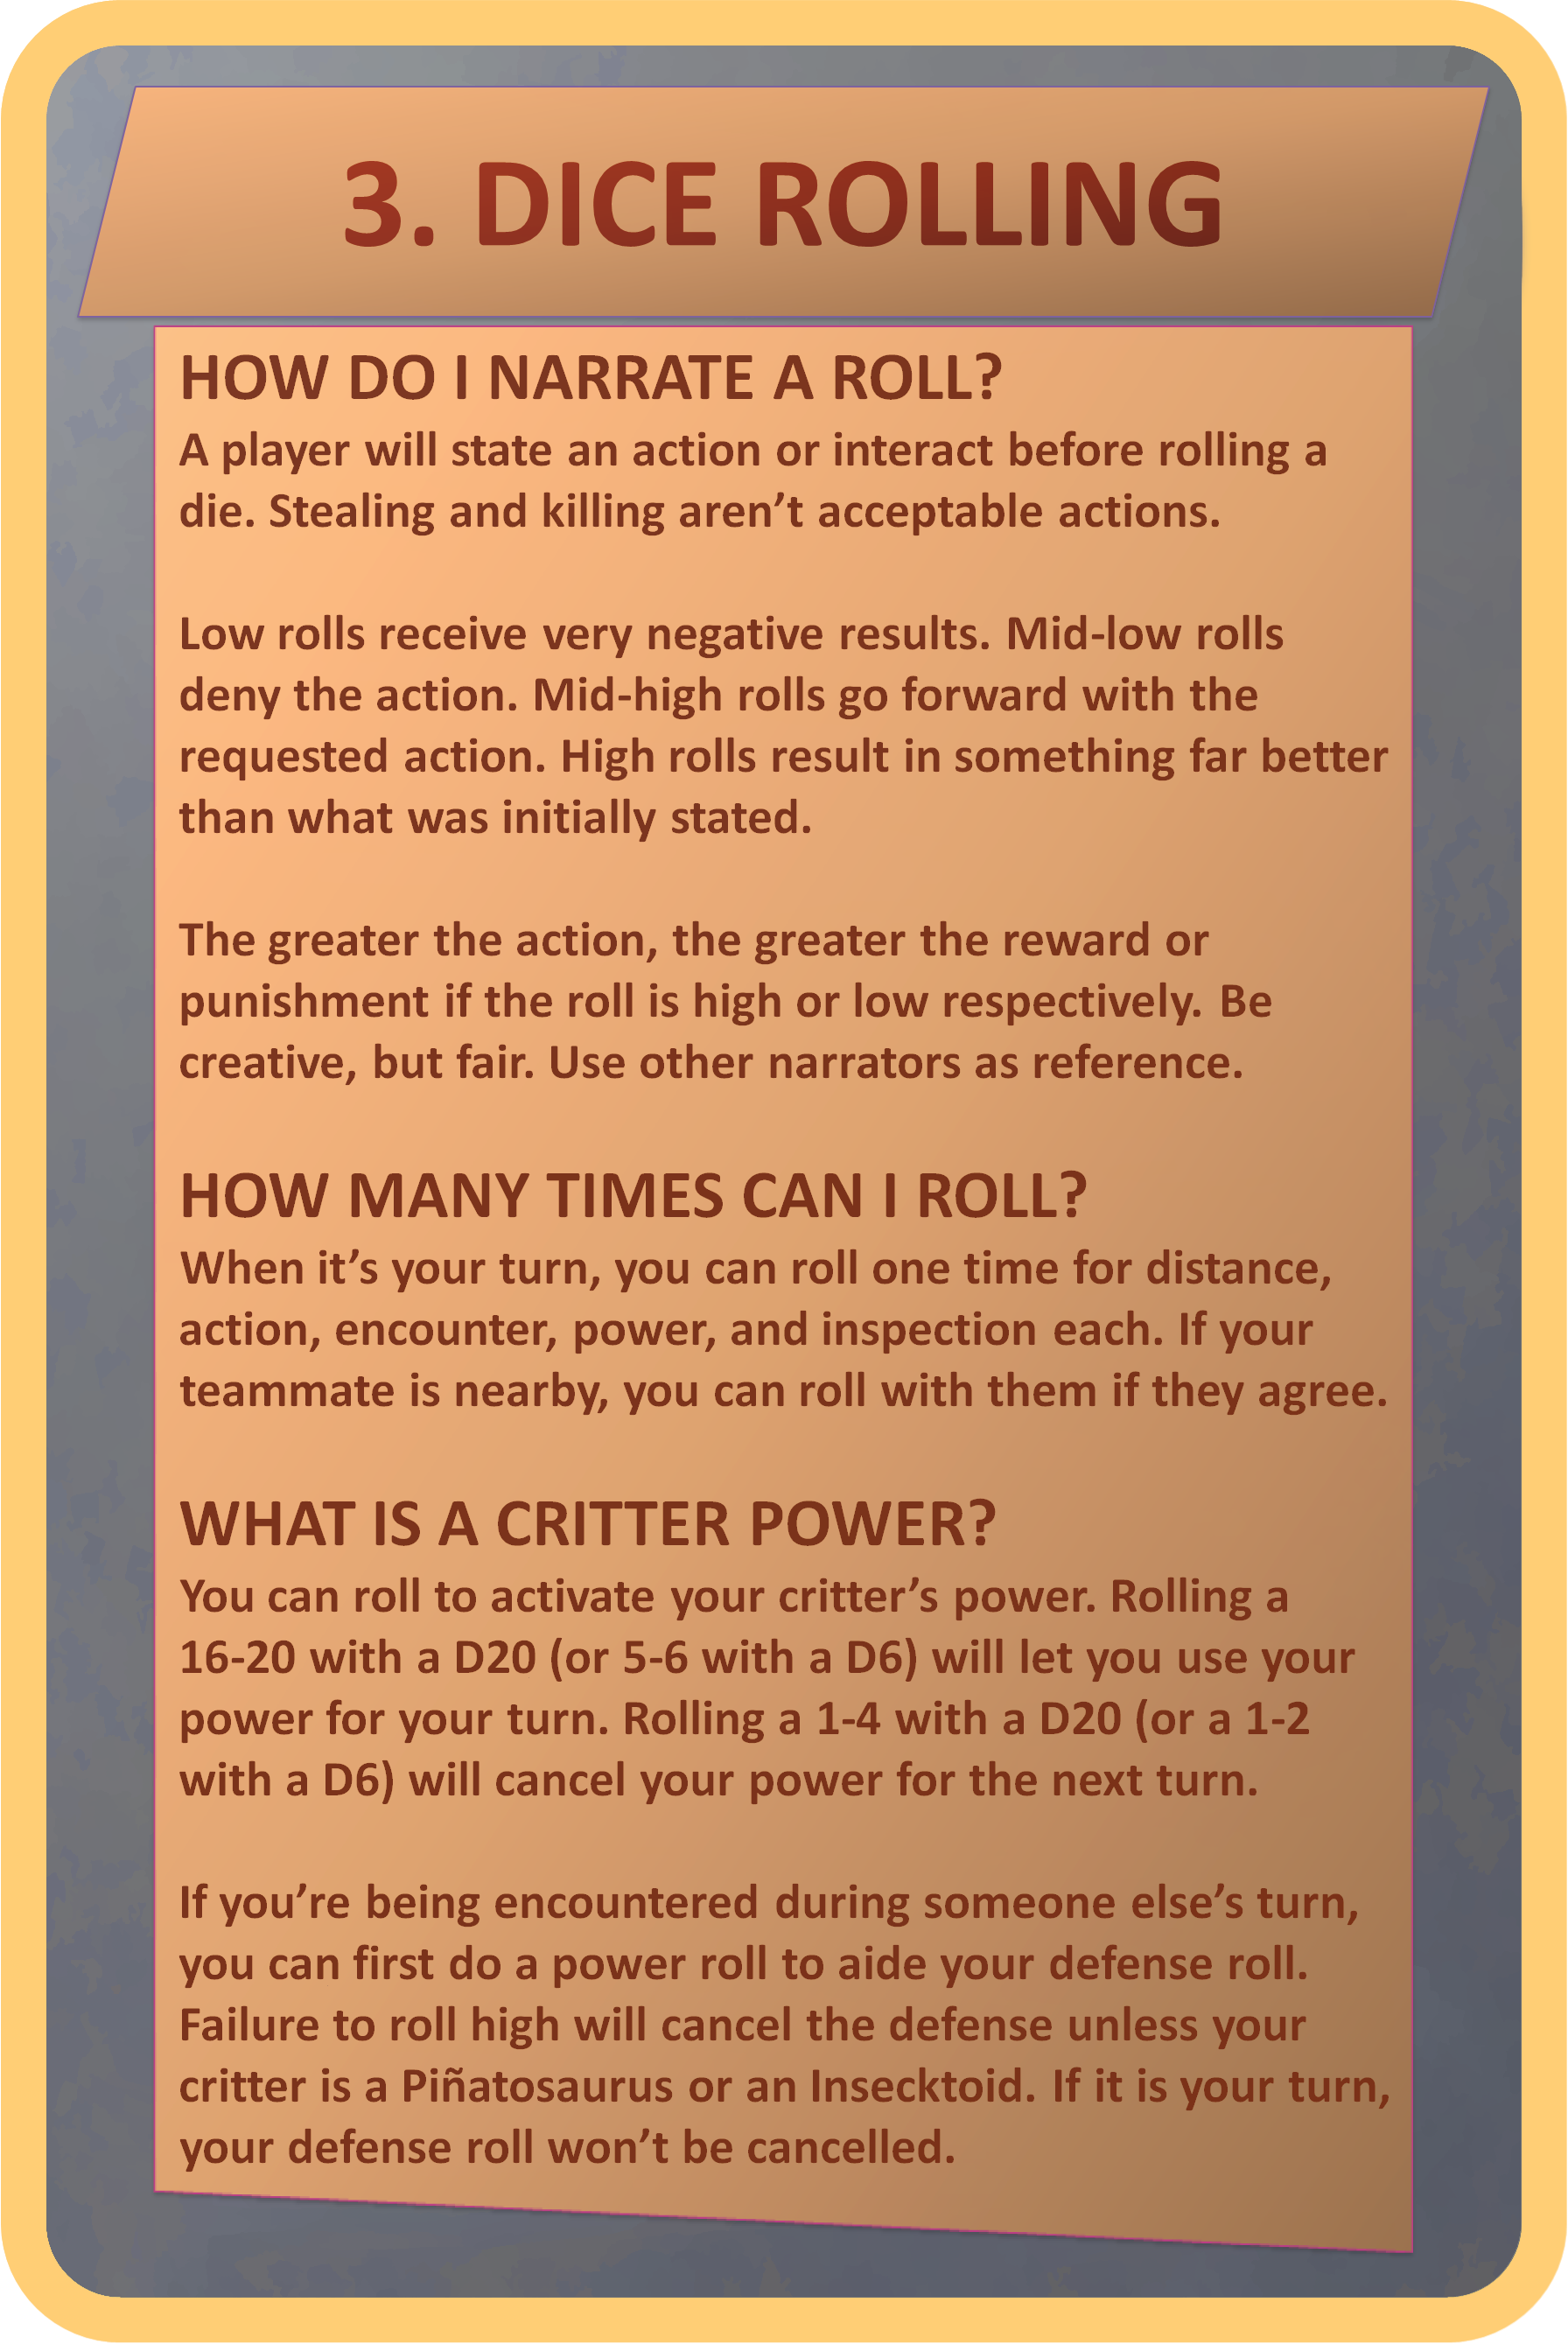 3. DICE ROLLING
HOW DO I NARRATE A ROLL?
A player will state an action or interact before rolling a
die. Stealing and killing aren’t acceptable actions.
Low rolls receive very negative results. Mid-low rolls
deny the action. Mid-high rolls go forward with the
requested action. High rolls result in something far better
than what was initially stated.
The greater the action, the greater the reward or
punishment if the roll is high or low respectively. Be
creative, but fair. Use other narrators as reference.
HOW MANY TIMES CAN I ROLL?
When it’s your turn, you can roll one time for distance,
action, encounter, power, and inspection each. If your
teammate is nearby, you can roll with them if they agree.
WHAT IS A CRITTER POWER?
You can roll to activate your critter’s power. Rolling a
16-20 with a D20 (or 5-6 with a D6) will let you use your
power for your turn. Rolling a 1-4 with a D20 (or a 1-2
with a D6) will cancel your power for the next turn.
If you’re being encountered during someone else’s turn,
you can first do a power roll to aide your defense roll.
Failure to roll high will cancel the defense unless your
critter is a Piñatosaurus or an Insecktoid. If it is your turn,
your defense roll won’t be cancelled.